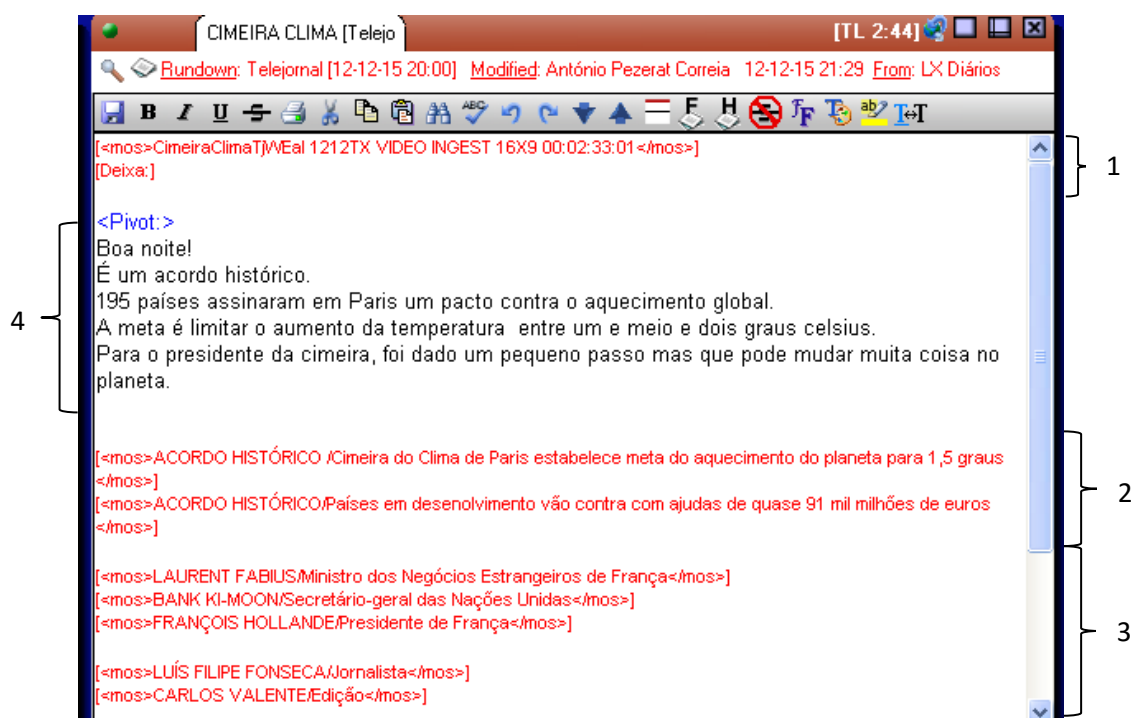 CIMEIRA CLIMA [Telejo
[TL 2:44]
Rundown: Telejornal [12-12-15 20:00] Modified: António Pezerat Correia 12-12-15 21:29 From: LX Diários
B I U ABC F H F T ab T↔T
[<mos>CimeiraClimaTjWEal 1212TX VIDEO INGEST 16X9 00:02:33:01</mos>]
[Deixa:]
1
<Pivot:>
Boa noite!
É um acordo histórico.
195 países assinaram em Paris um pacto contra o aquecimento global.
4
A meta é limitar o aumento da temperatura entre um e meio e dois graus celsius.
Para o presidente da cimeira, foi dado um pequeno passo mas que pode mudar muita coisa no
planeta.
[<mos>ACORDO HISTÓRICO /Cimeira do Clima de Paris estabelece meta do aquecimento do planeta para 1,5 graus
</mos>]
2
[<mos>ACORDO HISTÓRICO/Países em desenolvimento vão contra com ajudas de quase 91 mil milhões de euros
</mos>]
[<mos>LAURENT FABIUS/Ministro dos Negócios Estrangeiros de França</mos>]
[<mos>BANK KI-MOON/Secretário-geral das Nações Unidas</mos>]
[<mos>FRANÇOIS HOLLANDE/Presidente de França</mos>]
3
[<mos>LUÍS FILIPE FONSECA/Jornalista</mos>]
[<mos>CARLOS VALENTE/Edição</mos>]